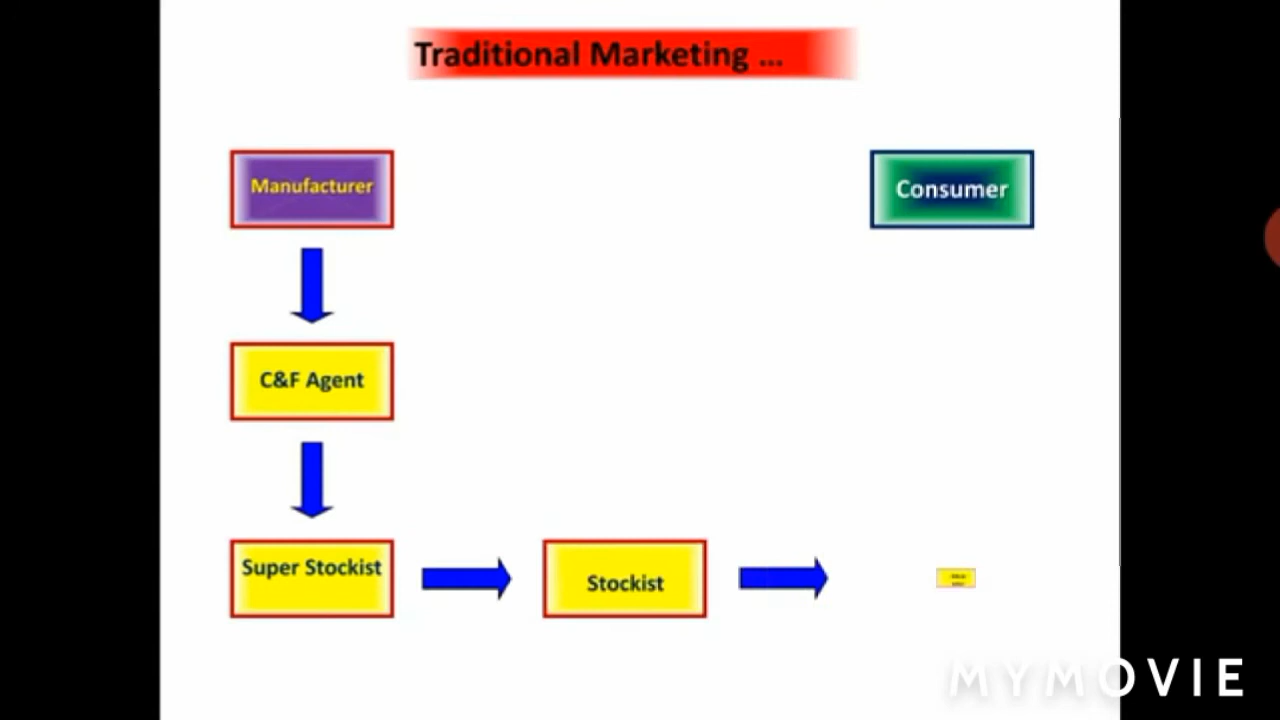 Traditional Marketing ...
Manufacturer
Consumer
C&F Agent
Super Stockist
Stockist
MYMOVIE